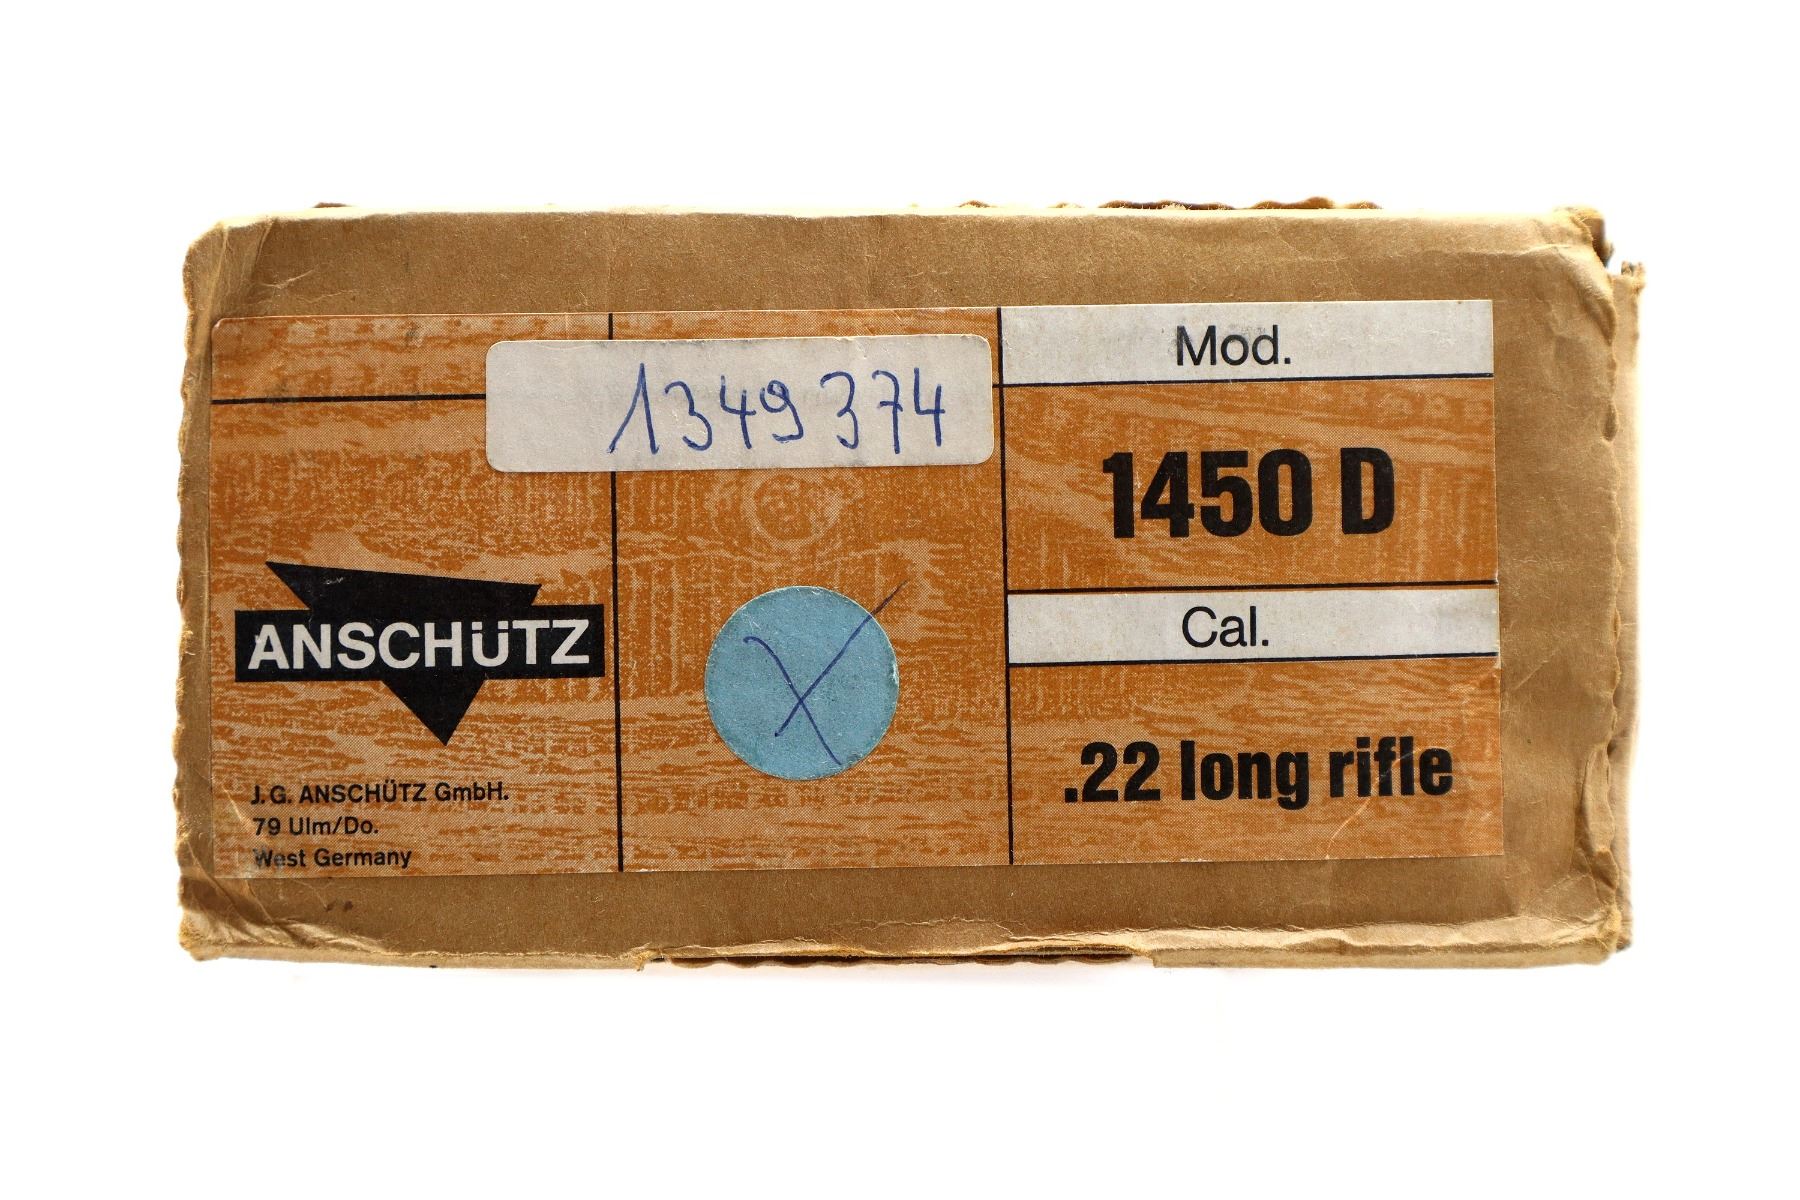 1349374
ANSCHÜTZ
J.G. ANSCHÜTZ GmbH.
79 Ulm/Do.
West Germany
X
Mod.
1450 D
Cal.
.22 long rifle